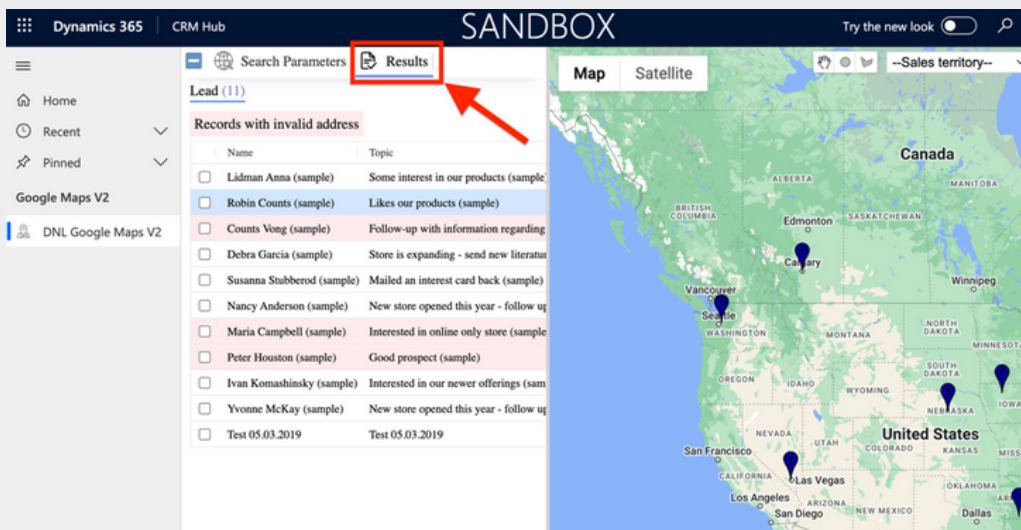 Dynamics 365 CRM Hub SANDBOX Try the new look
Search Parameters Results
Lead (11)
Records with invalid address
Name Topic
Lidman Anna (sample) Some interest in our products (sample
Robin Counts (sample) Likes our products (sample)
Counts Vong (sample) Follow-up with information regarding
Debra Garcia (sample) Store is expanding - send new literatur
Susanna Stubberod (sample) Mailed an interest card back (sample)
Nancy Anderson (sample) New store opened this year - follow up
Maria Campbell (sample) Interested in online only store (sample
Peter Houston (sample) Good prospect (sample)
Ivan Komashinsky (sample) Interested in our newer offerings (sam
Yvonne McKay (sample) New store opened this year - follow up
Test 05.03.2019 Test 05.03.2019
Home
Recent
Pinned
Google Maps V2
DNL Google Maps V2
Map Satellite
--Sales territory--
Canada
ALBERTA
MANITOBA
BRITISH
COLUMBIA
Edmonton
SASKATCHEWAN
Calgary
Winnipeg
Vancouver
Seattle
WASHINGTON
MONTANA
NORTH
DAKOTA
MINNESOT
SOUTH
DAKOTA
OREGON
IDAHO
WYOMING
IOWA
NEBRASKA
NEVADA
UTAH
United States
COLORADO
KANSAS
MISS
San Francisco
CALIFORNIA
Las Vegas
OKLAHOMA
Los Angeles
ARIZONA
NEW MEXICO
AR
San Diego
Dallas